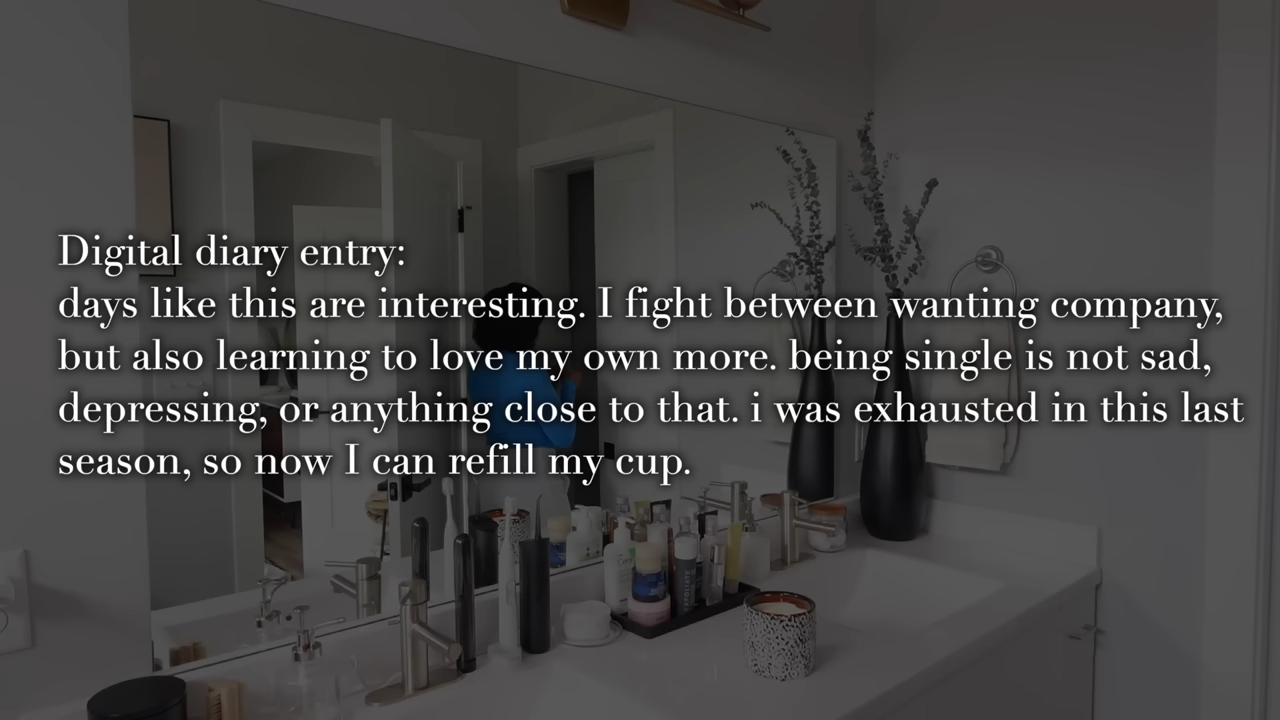 Digital diary entry:
days like this are interesting. I fight between wanting company,
but also learning to love my own more. being single is not sad,
depressing, or anything close to that. i was exhausted in this last
season, so now I can refill my cup.
EXFOLIATE